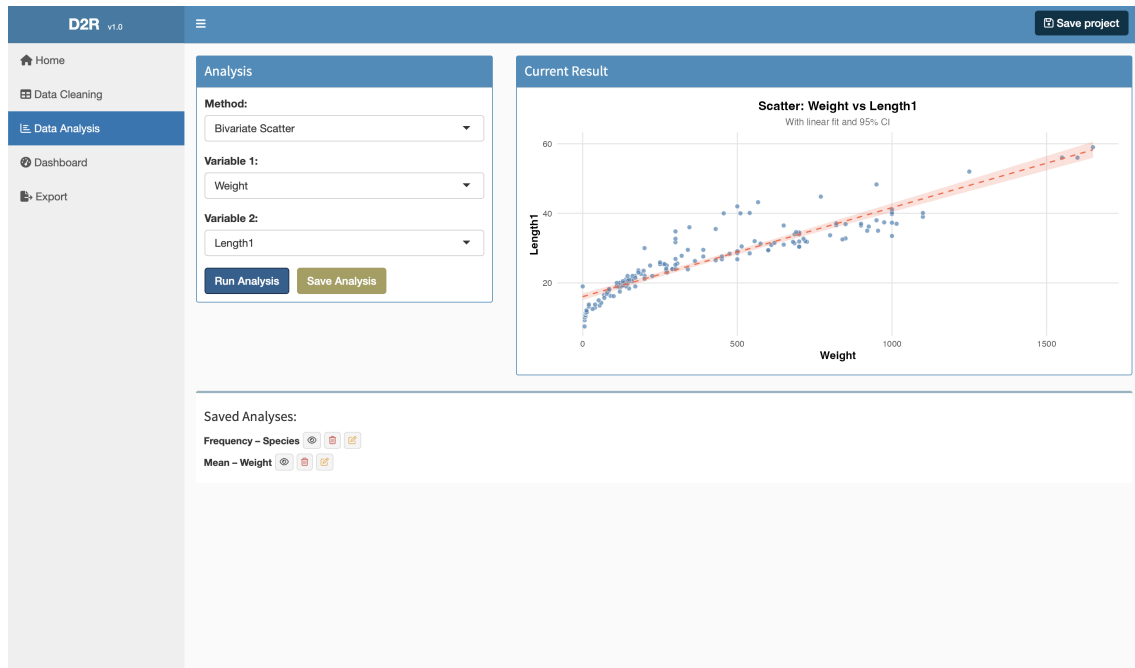 D2R v1.0
Save project
Home
Data Cleaning
Data Analysis
Dashboard
Export
Analysis
Method:
Bivariate Scatter
Variable 1:
Weight
Variable 2:
Length1
Run Analysis
Save Analysis
Current Result
Scatter: Weight vs Length1
With linear fit and 95% CI
60
40
20
Length1
0
500
1000
1500
Weight
Saved Analyses:
Frequency – Species
Mean – Weight